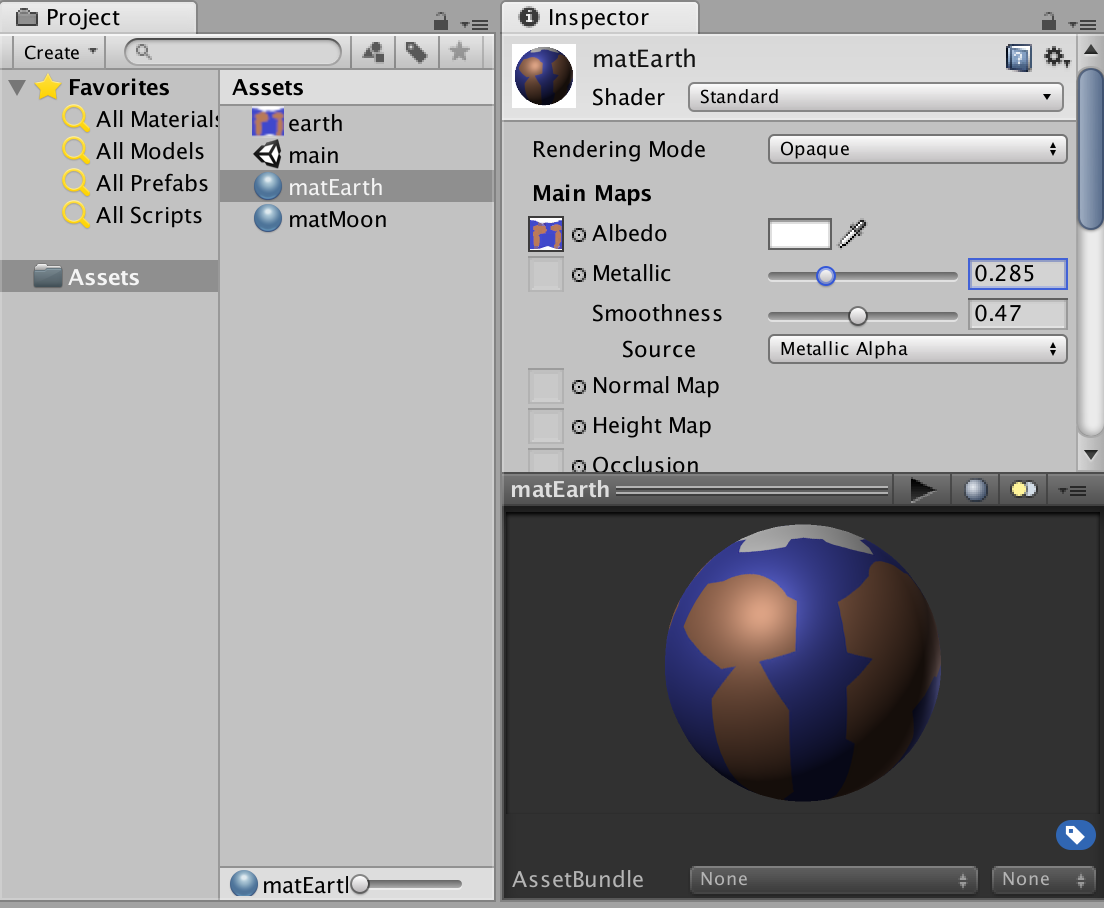 Project
Create
Favorites
All Materials
All Models
All Prefabs
All Scripts
Assets
Assets
earth
main
matEarth
matMoon
matEartl
Inspector
matEarth
Shader
Standard
Rendering Mode
Opaque
Main Maps
Albedo
Metallic
0.285
Smoothness
0.47
Source
Metallic Alpha
Normal Map
Height Map
Occlusion
matEarth
AssetBundle
None
None